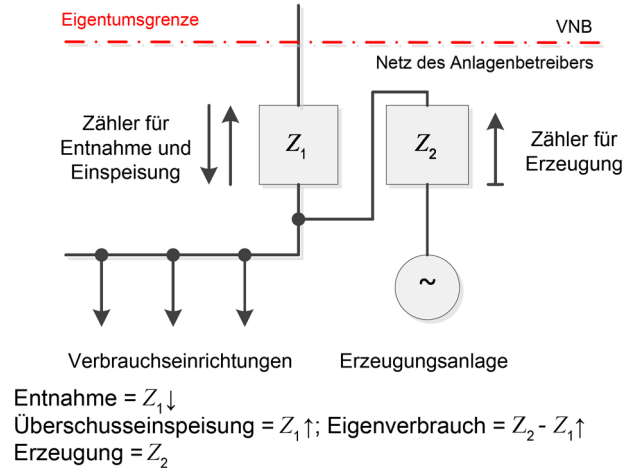 Eigentumsgrenze
VNB
Netz des Anlagenbetreibers
Zähler für
Entnahme und
Einspeisung
Z₁
Z₂
Zähler für
Erzeugung
~
Verbrauchseinrichtungen
Erzeugungsanlage
Entnahme = Z₁↓
Überschusseinspeisung = Z₁↑; Eigenverbrauch = Z₂ - Z₁↑
Erzeugung = Z₂